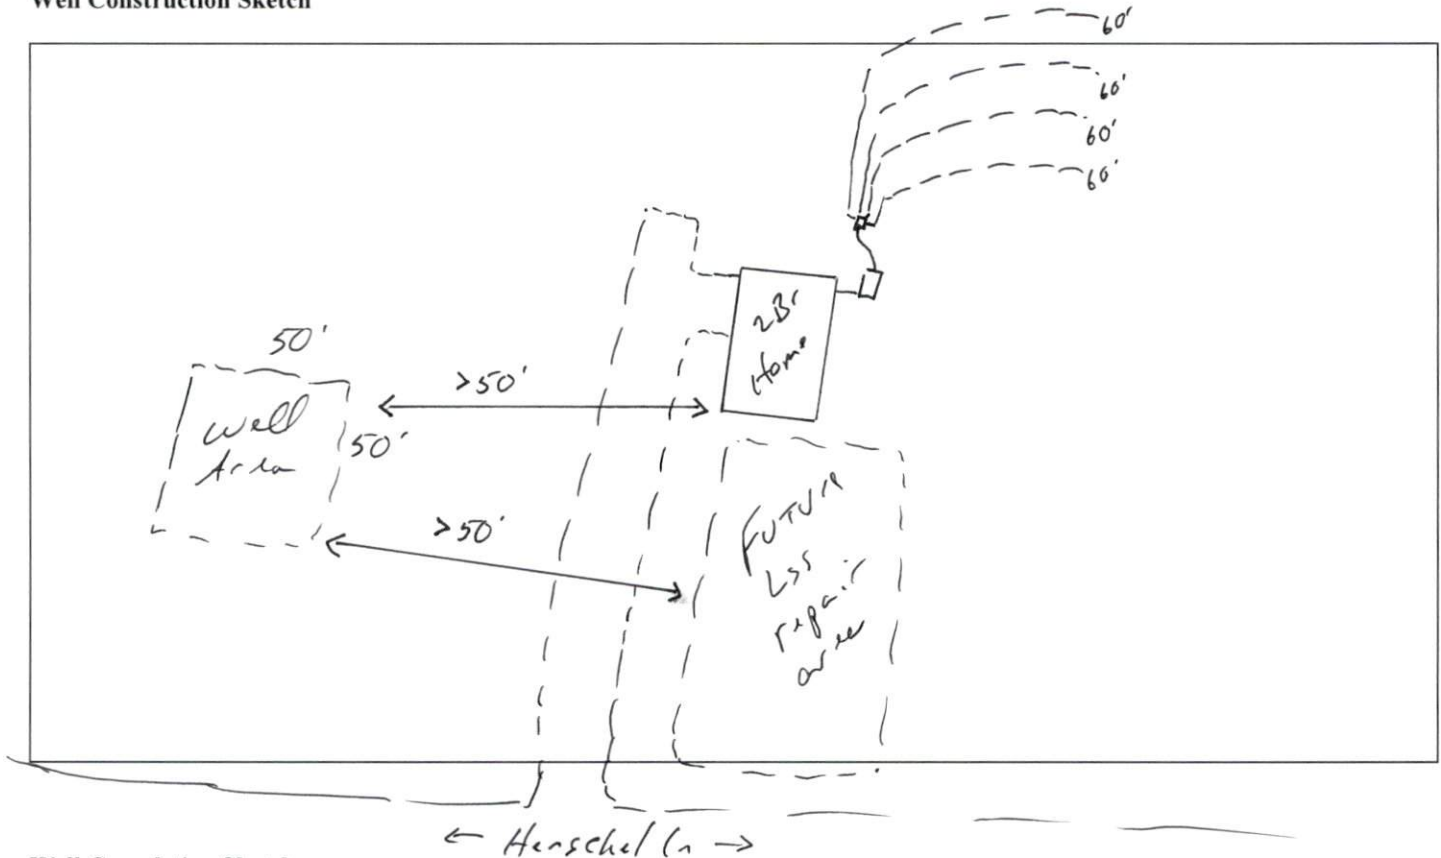 Well Construction Sketch
60'
60'
60'
60'
2Br
Home
50'
Well
Area
50'
>50'
>50'
FUTURE
LSS
repair
area
← Herschel Ln →